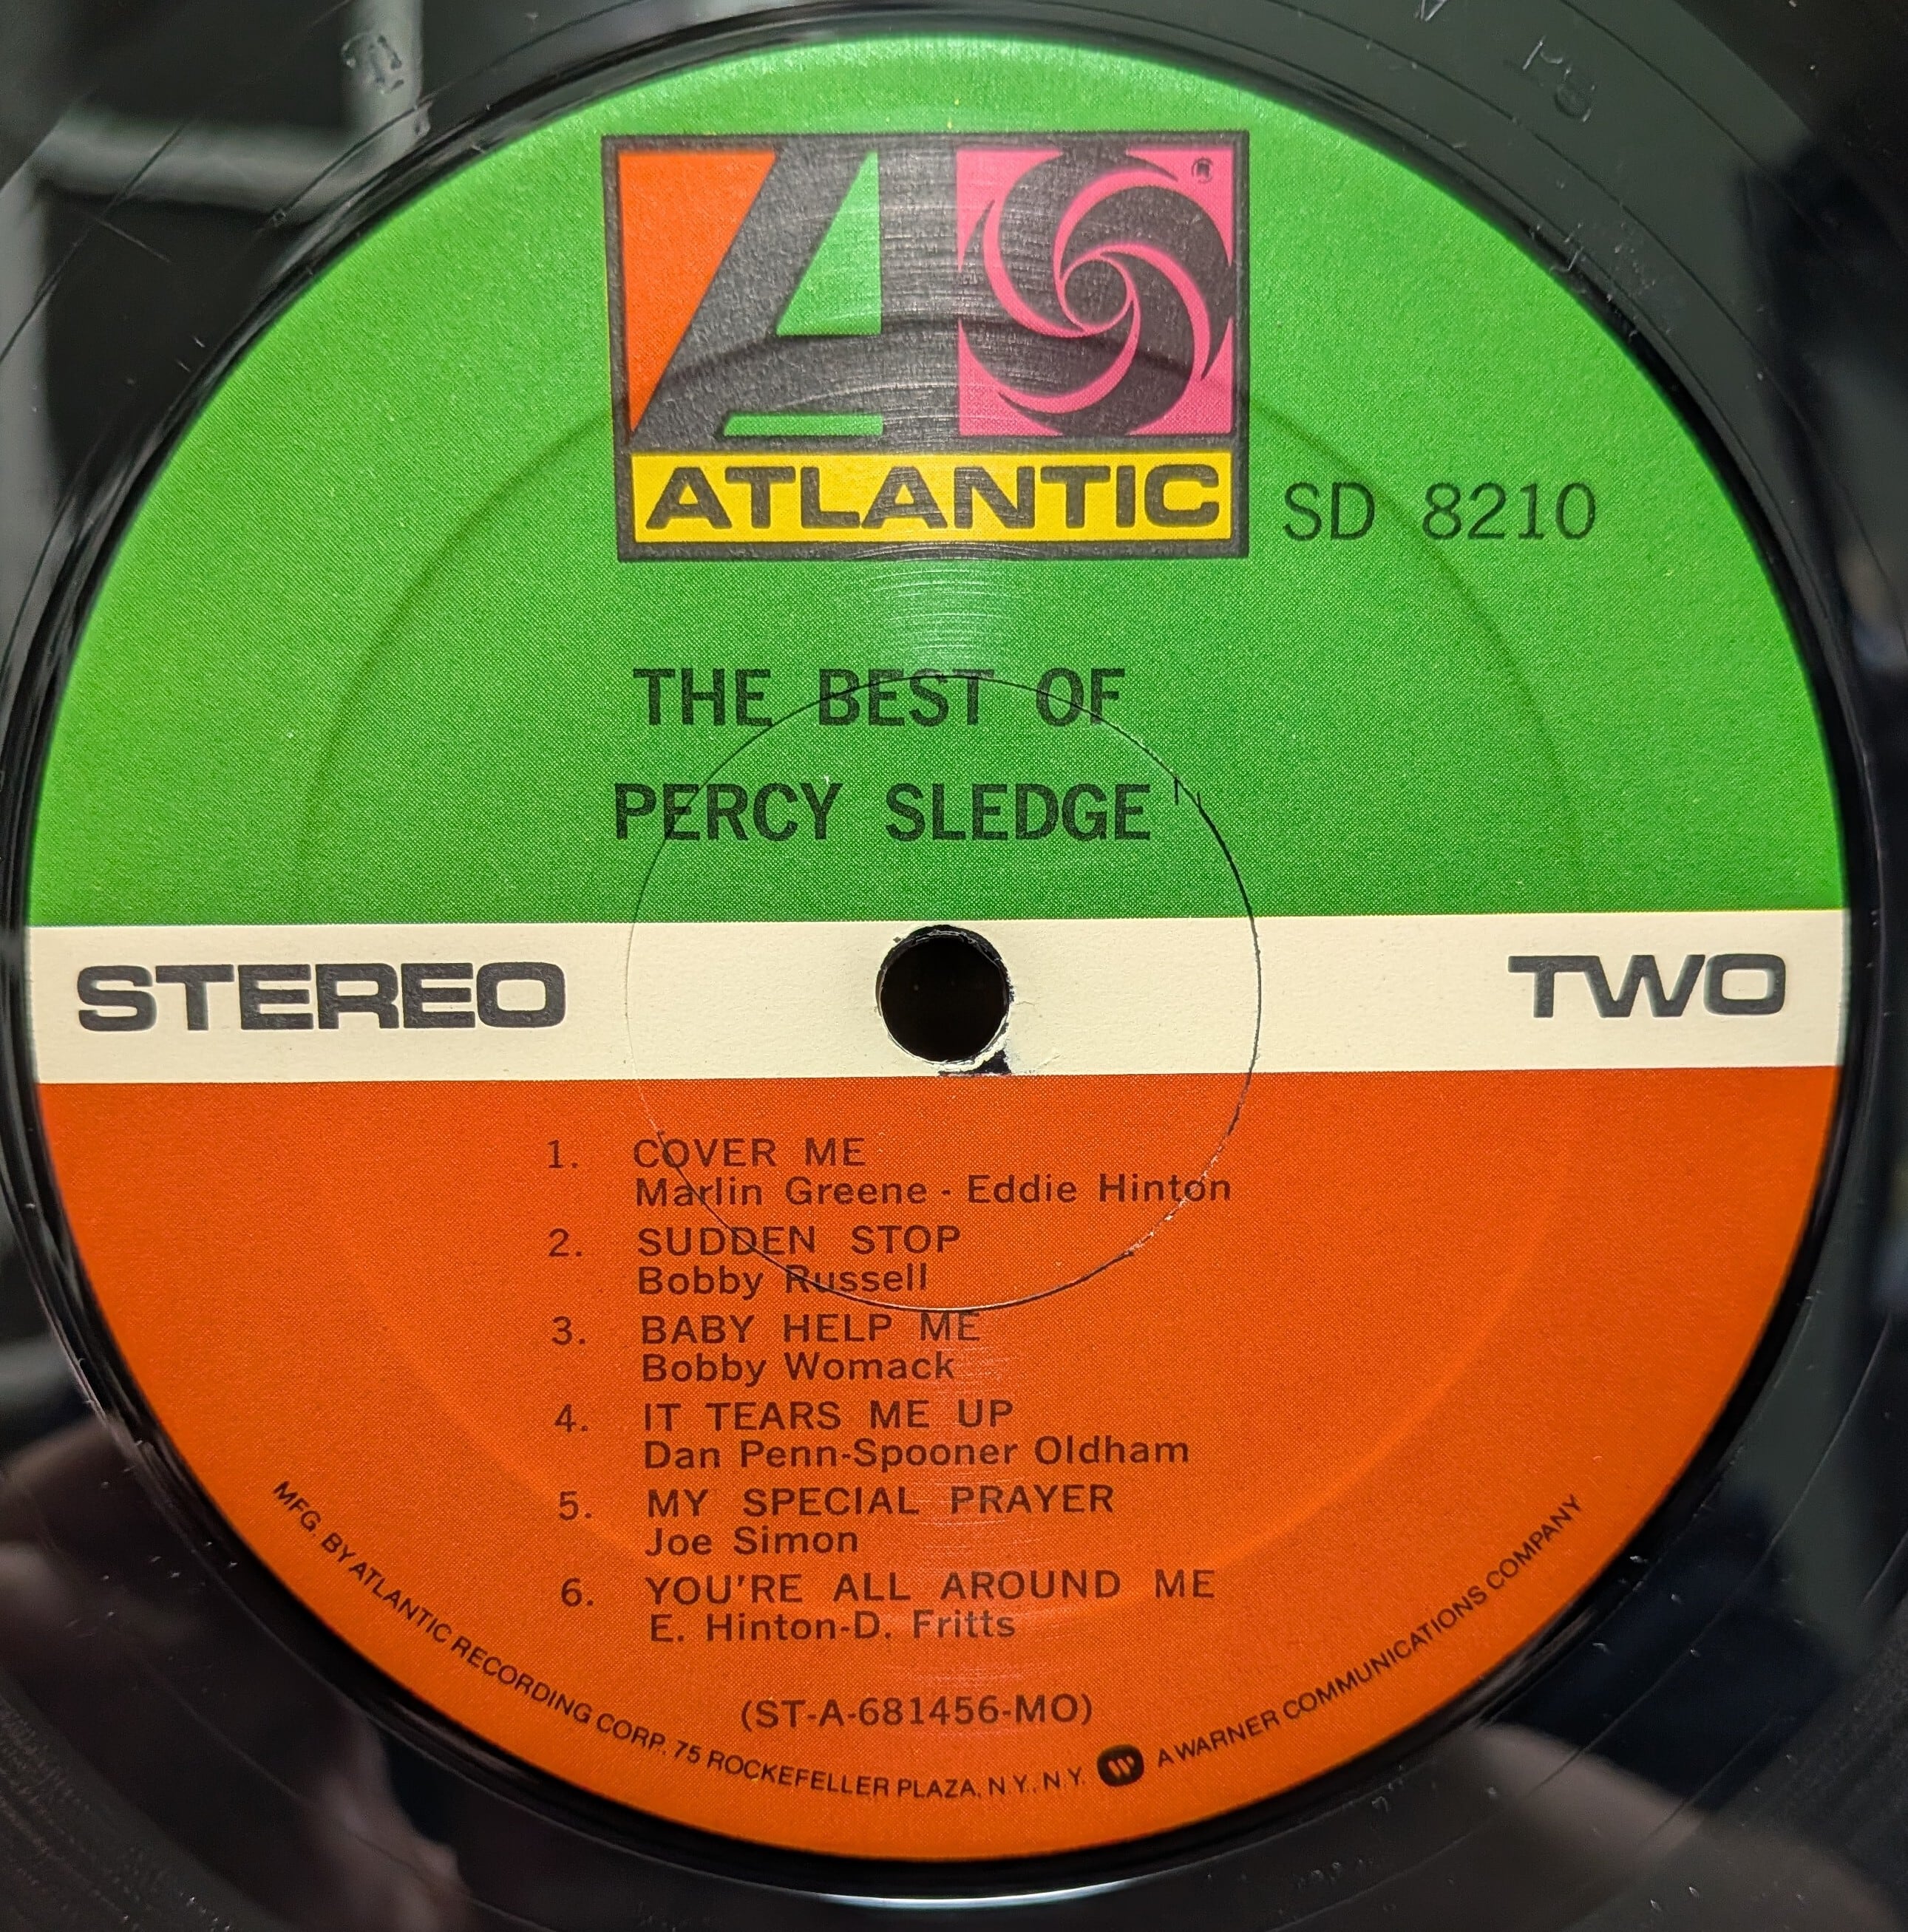 ®
ATLANTIC
SD 8210
THE BEST OF
PERCY SLEDGE
STEREO
TWO
1. COVER ME
Marlin Greene - Eddie Hinton
2. SUDDEN STOP
Bobby Russell
3. BABY HELP ME
Bobby Womack
4. IT TEARS ME UP
Dan Penn-Spooner Oldham
5. MY SPECIAL PRAYER
Joe Simon
6. YOU'RE ALL AROUND ME
E. Hinton-D. Fritts
(ST-A-681456-MO)
MFG. BY ATLANTIC RECORDING CORP. 75 ROCKEFELLER PLAZA, N.Y., N.Y. A WARNER COMMUNICATIONS COMPANY